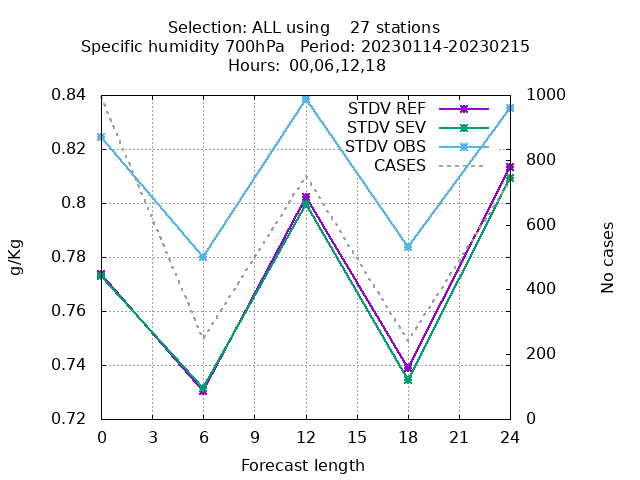 Selection: ALL using    27 stations
Specific humidity 700hPa   Period: 20230114-20230215
Hours: 00,06,12,18
STDV REF
STDV SEV
STDV OBS
CASES
0.84
0.82
0.8
0.78
0.76
0.74
0.72
g/Kg
1000
800
600
400
200
0
No cases
0 3 6 9 12 15 18 21 24
Forecast length